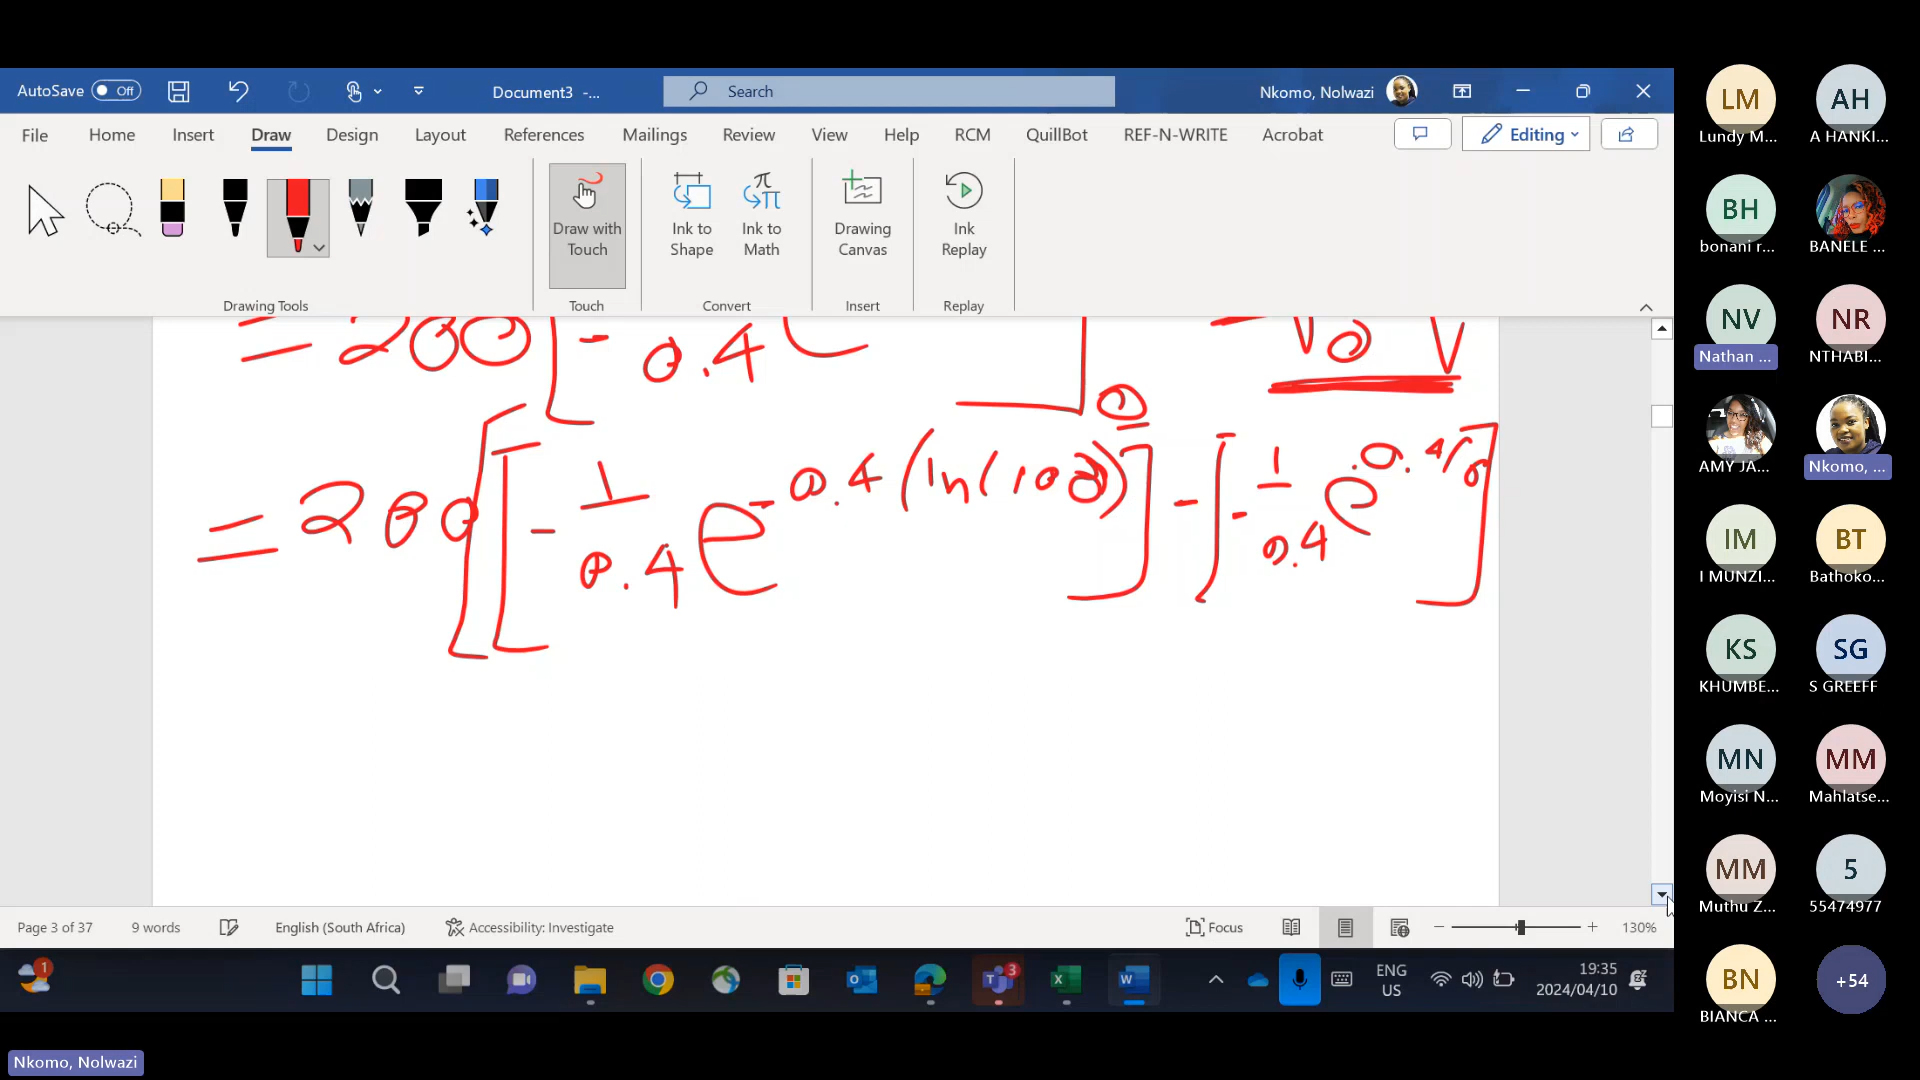 AutoSave Off Document3 -... Search Nkomo, Nolwazi
File Home Insert Draw Design Layout References Mailings Review View Help RCM QuillBot REF-N-WRITE Acrobat Editing
Draw with Touch Ink to Shape Ink to Math Drawing Canvas Ink Replay
Drawing Tools Touch Convert Insert Replay
= 200 [ - 0.4
0
= 200 [[ - 1/0.4 e^-0.4(ln(100)) ] - [ - 1/0.4 e^-0.4(0) ]
Page 3 of 37 9 words English (South Africa) Accessibility: Investigate Focus 130%
1 3 ENG US 19:35 2024/04/10
Nkomo, Nolwazi
LM AH
Lundy M... A HANKI...
BH
bonani r... BANELE ...
NV NR
Nathan ... NTHABI...
AMY JA... Nkomo, ...
IM BT
I MUNZI... Bathoko...
KS SG
KHUMBE... S GREEFF
MN MM
Moyisi N... Mahlatse...
MM 5
Muthu Z... 55474977
BN +54
BIANCA ...